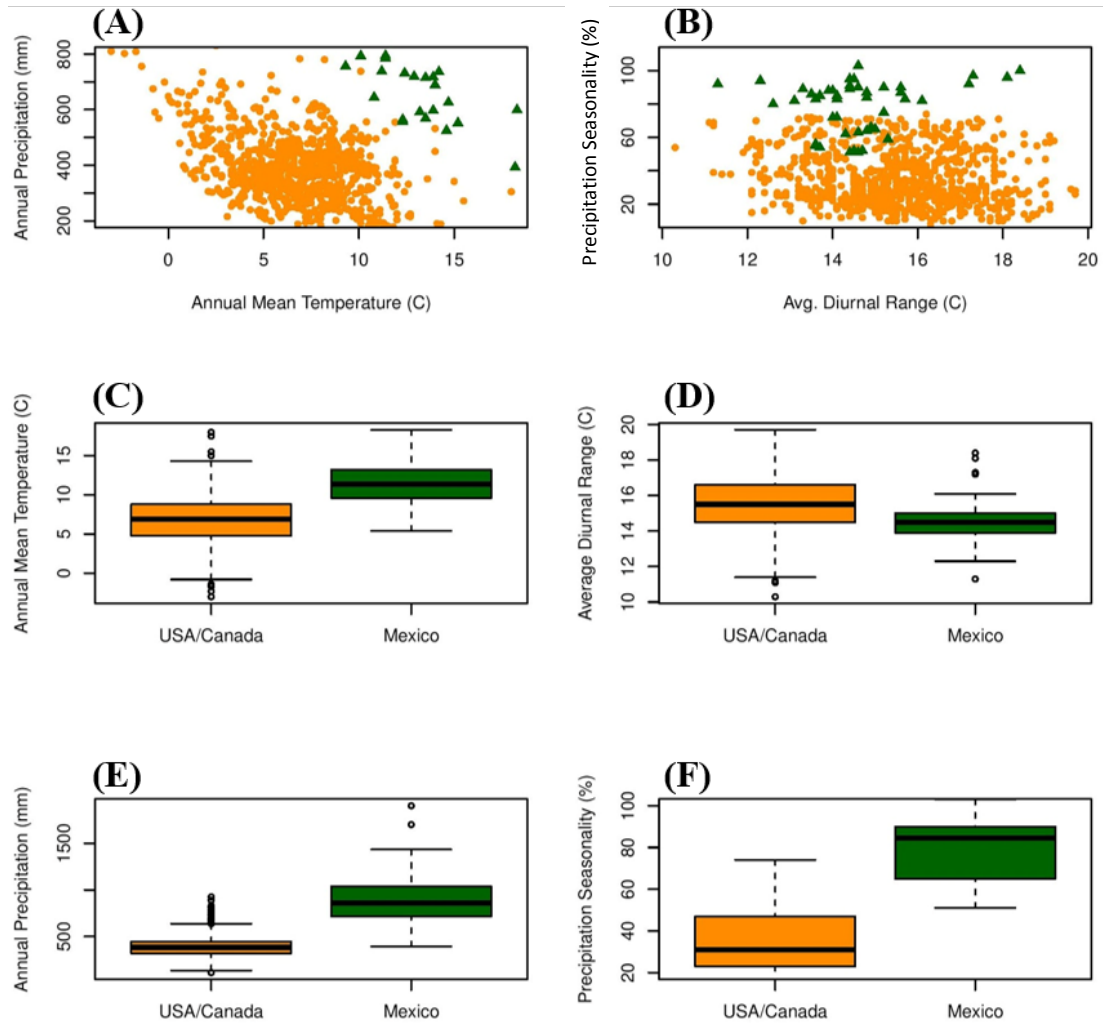 (A)
Annual Precipitation (mm)
800
600
400
200
0 5 10 15
Annual Mean Temperature (C)
(B)
Precipitation Seasonality (%)
100
60
20
10 12 14 16 18 20
Avg. Diurnal Range (C)
(C)
Annual Mean Temperature (C)
15
10
5
0
USA/Canada Mexico
(D)
Average Diurnal Range (C)
20
18
16
14
12
10
USA/Canada Mexico
(E)
Annual Precipitation (mm)
1500
500
USA/Canada Mexico
(F)
Precipitation Seasonality (%)
100
80
60
40
20
USA/Canada Mexico